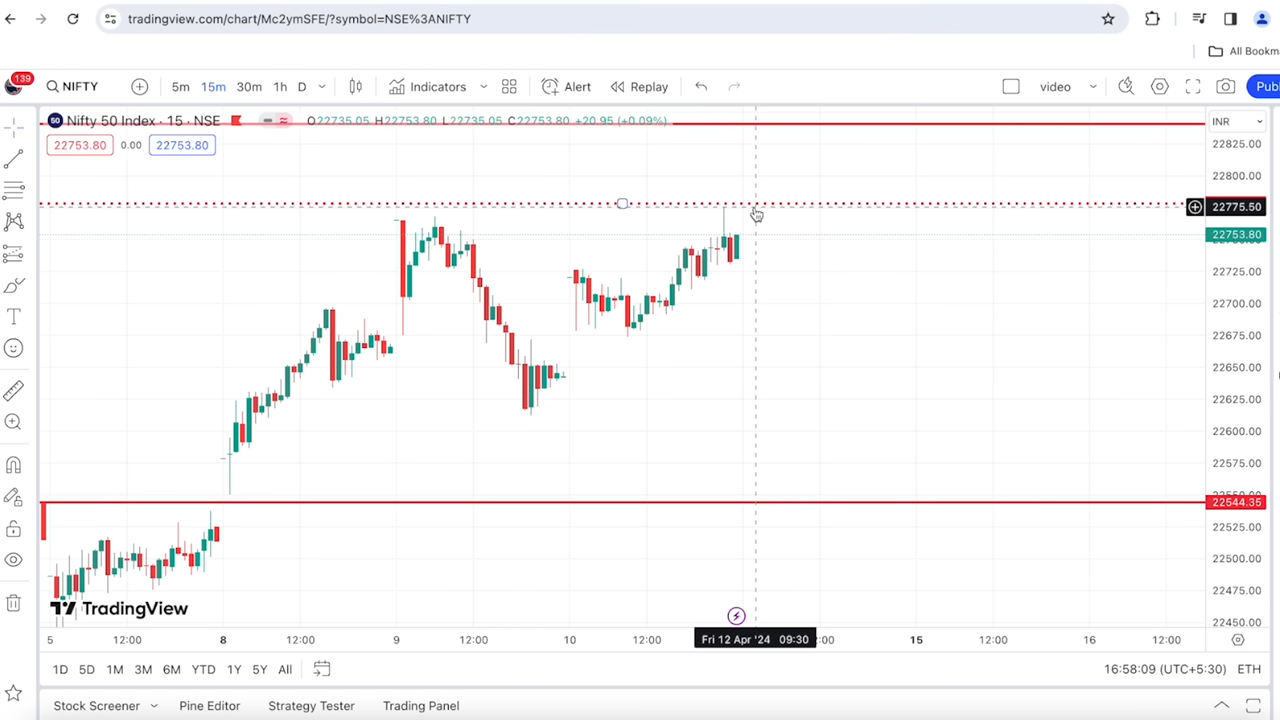 tradingview.com/chart/Mc2ymSFE/?symbol=NSE%3ANIFTY
All Bookm
139
NIFTY
5m 15m 30m 1h D
Indicators
Alert
Replay
video
Pub
Nifty 50 Index · 15 · NSE
O22735.05 H22753.80 L22735.05 C22753.80 +20.95 (+0.09%)
INR
22753.80 0.00 22753.80
22825.00
22800.00
22775.50
22753.80
22725.00
22700.00
22675.00
22650.00
22625.00
22600.00
22575.00
22544.35
22525.00
22500.00
22475.00
22450.00
TradingView
5 12:00 8 12:00 9 12:00 10 12:00 Fri 12 Apr '24 09:30 :00 15 12:00 16 12:00
1D 5D 1M 3M 6M YTD 1Y 5Y All
16:58:09 (UTC+5:30) ETH
Stock Screener Pine Editor Strategy Tester Trading Panel